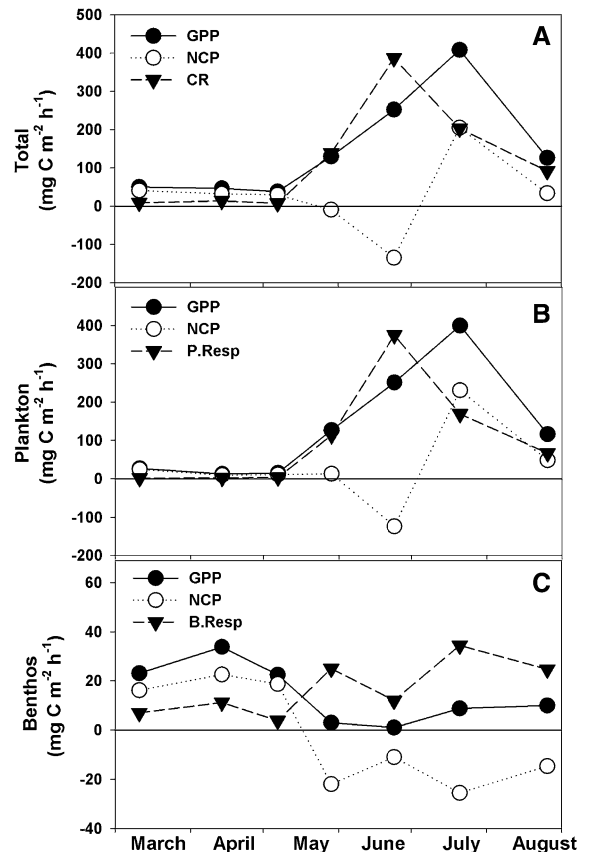 A
GPP
NCP
CR
500
400
300
200
100
0
-100
-200
Total
(mg C m-2 h-1)
B
GPP
NCP
P.Resp
400
300
200
100
0
-100
-200
Plankton
(mg C m-2 h-1)
C
GPP
NCP
B.Resp
60
40
20
0
-20
-40
Benthos
(mg C m-2 h-1)
March April May June July August